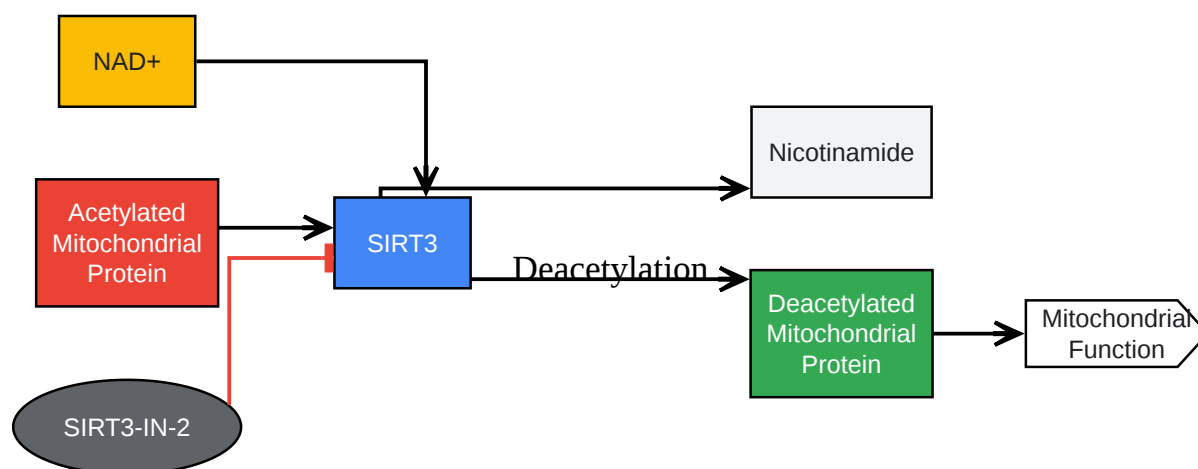 NAD+
Nicotinamide
Acetylated
Mitochondrial
Protein
SIRT3
Deacetylation
Deacetylated
Mitochondrial
Protein
Mitochondrial
Function
SIRT3-IN-2